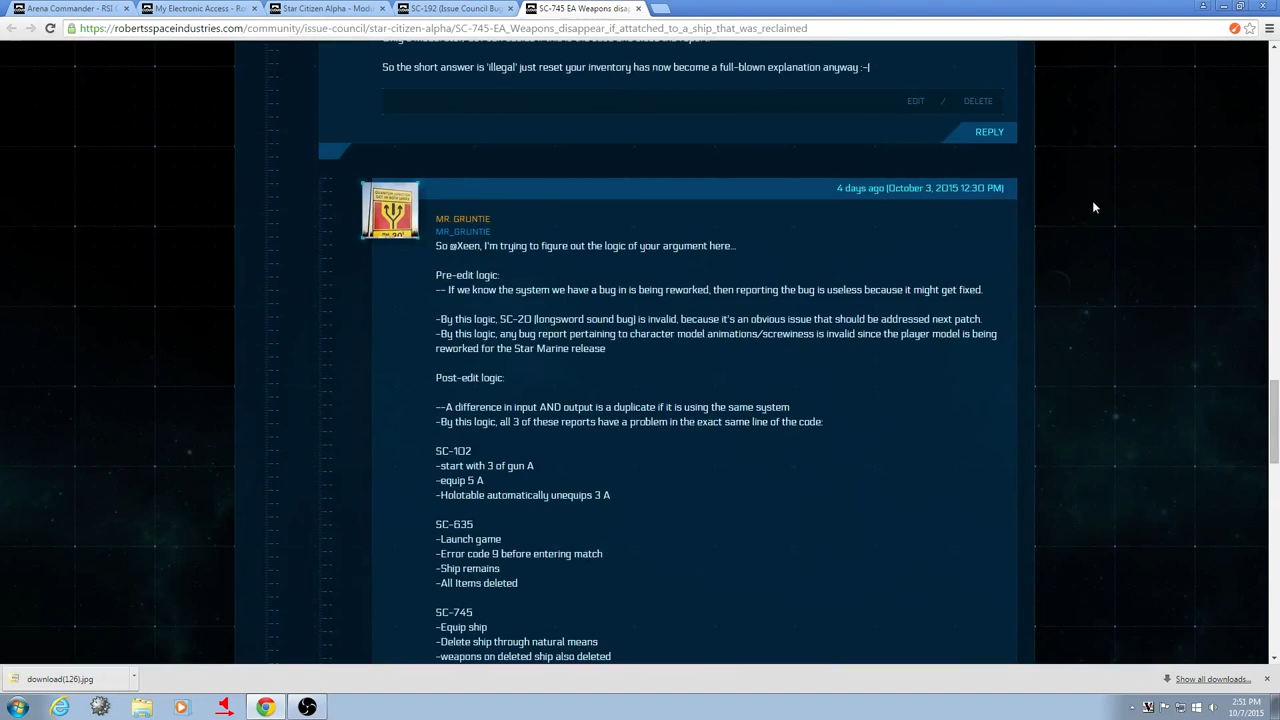 Arena Commander - RSI C
My Electronic Access - Ro
Star Citizen Alpha - Modu
SC-192 (Issue Council Bug
SC-745 EA Weapons disap
https://robertsspaceindustries.com/community/issue-council/star-citizen-alpha/SC-745-EA_Weapons_disappear_if_attatched_to_a_ship_that_was_reclaimed
So the short answer is 'illegal' just reset your inventory has now become a full-blown explanation anyway :-|
EDIT / DELETE
REPLY
4 days ago (October 3, 2015 12:30 PM)
QUANTUM
MR. GRUNTIE
MR_GRUNTIE
So @Xeen, I'm trying to figure out the logic of your argument here...
Pre-edit logic:
-- If we know the system we have a bug in is being reworked, then reporting the bug is useless because it might get fixed.
-By this logic, SC-20 (longsword sound bug) is invalid, because it's an obvious issue that should be addressed next patch.
-By this logic, any bug report pertaining to character model/animations/screwiness is invalid since the player model is being
reworked for the Star Marine release
Post-edit logic:
--A difference in input AND output is a duplicate if it is using the same system
-By this logic, all 3 of these reports have a problem in the exact same line of the code:
SC-102
-start with 3 of gun A
-equip 5 A
-Holotable automatically unequips 3 A
SC-635
-Launch game
-Error code 9 before entering match
-Ship remains
-All Items deleted
SC-745
-Equip ship
-Delete ship through natural means
-weapons on deleted ship also deleted
download(126).jpg
Show all downloads...
2:51 PM
10/7/2015